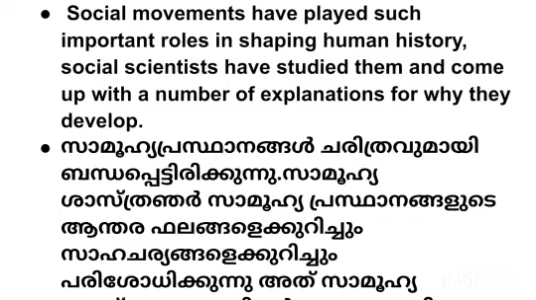 ● Social movements have played such
important roles in shaping human history,
social scientists have studied them and come
up with a number of explanations for why they
develop.
● സാമൂഹ്യപ്രസ്ഥാനങ്ങൾ ചരിത്രവുമായി
ബന്ധപ്പെട്ടിരിക്കുന്നു.സാമൂഹ്യ
ശാസ്ത്രഞർ സാമൂഹ്യ പ്രസ്ഥാനങ്ങളുടെ
ആന്തര ഫലങ്ങളെക്കുറിച്ചും
സാഹചര്യങ്ങളെക്കുറിച്ചും
പരിശോധിക്കുന്നു അത് സാമൂഹ്യ